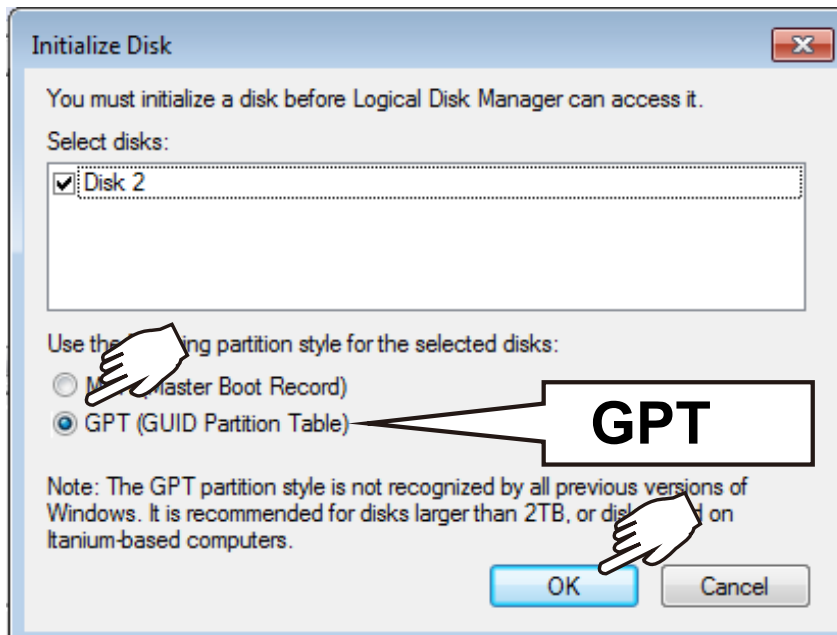 Initialize Disk
You must initialize a disk before Logical Disk Manager can access it.
Select disks:
Disk 2
Use the ing partition style for the selected disks:
M (Master Boot Record)
GPT (GUID Partition Table)
GPT
Note: The GPT partition style is not recognized by all previous versions of
Windows. It is recommended for disks larger than 2TB, or disk d on
Itanium-based computers.
OK
Cancel